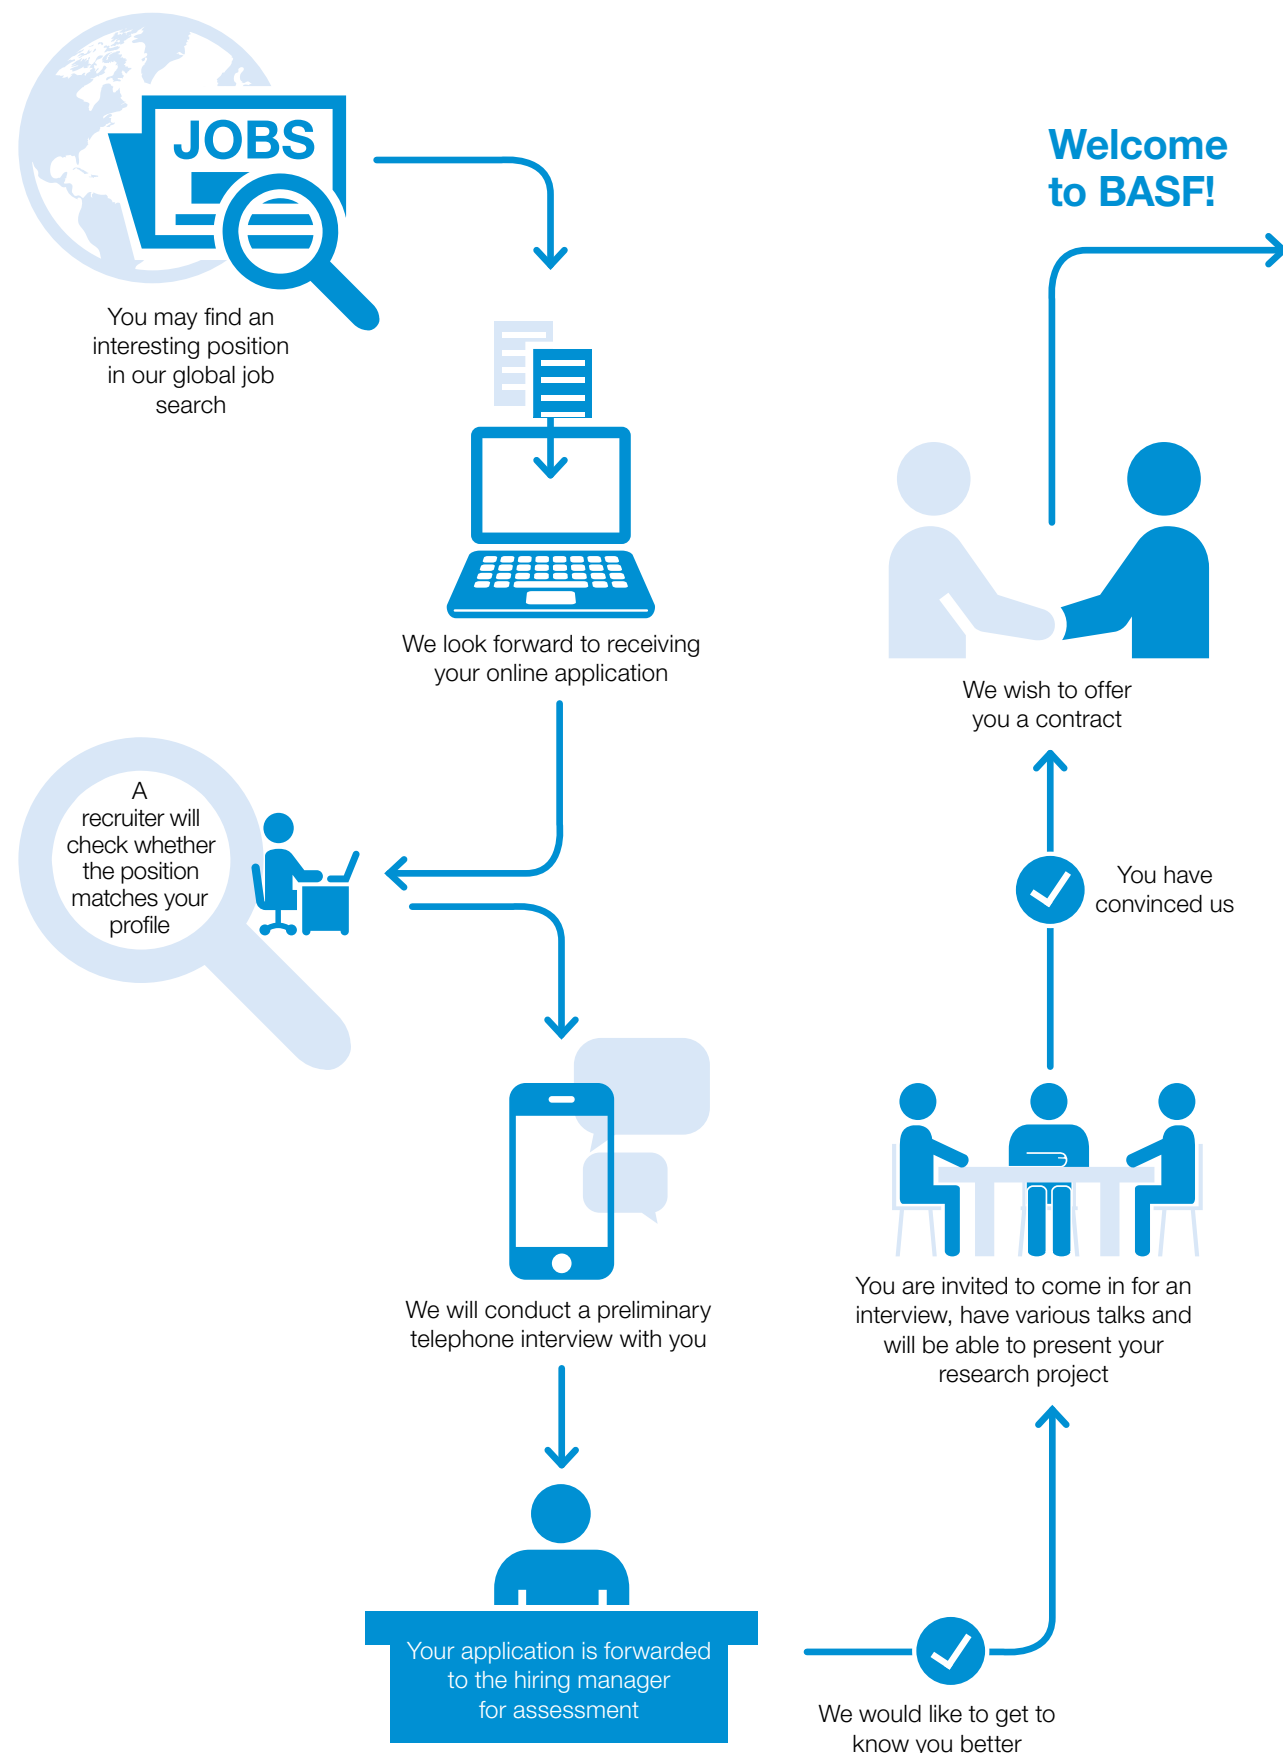 JOBS
You may find an
interesting position
in our global job
search
We look forward to receiving
your online application
A
recruiter will
check whether
the position
matches your
profile
We will conduct a preliminary
telephone interview with you
Your application is forwarded
to the hiring manager
for assessment
We would like to get to
know you better
You are invited to come in for an
interview, have various talks and
will be able to present your
research project
You have
convinced us
We wish to offer
you a contract
Welcome
to BASF!